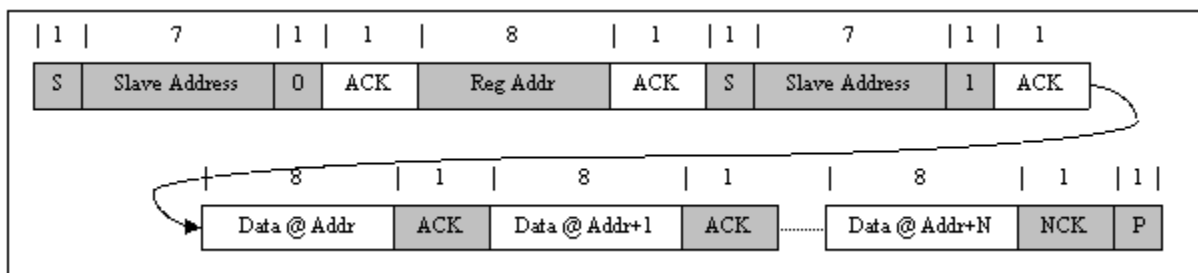 | 1 | 7 | 1 | 1 | 8 | 1 | 1 | 7 | 1 | 1
S Slave Address 0 ACK Reg Addr ACK S Slave Address 1 ACK
| 8 | 1 | 8 | 1 | 8 | 1 | 1 |
Data @ Addr ACK Data @ Addr+1 ACK ........... Data @ Addr+N NCK P